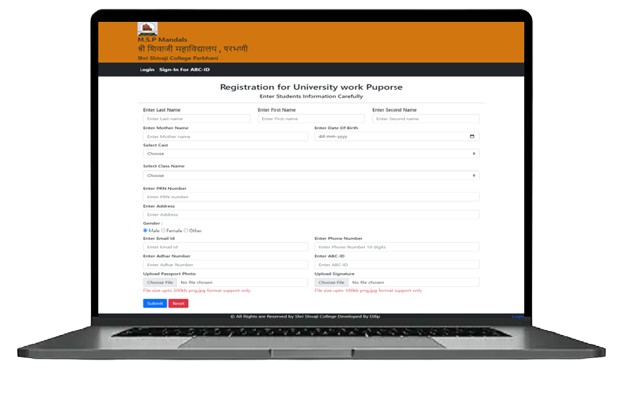 M.S.P Mandals
श्री शिवाजी महाविद्यालय , परभणी
Shri Shivaji College Parbhani
Login Sign-In For ABC-ID
Registration for University work Puporse
Enter Students Information Carefully
Enter Last Name Enter First Name Enter Second Name
Enter Last name Enter First name Enter Second name
Enter Mother Name Enter Date Of Birth
Enter Mother name dd-mm-yyyy
Select Cast
Choose
Select Class Name
Choose
Enter PRN Number
Enter PRN number
Enter Address
Enter Address
Gender :
Male Female Other
Enter Email Id Enter Phone Number
Enter Email id Enter Phone Number 10 digits
Enter Adhar Number Enter ABC-ID
Enter Adhar Number Enter ABC-ID
Upload Passport Photo Upload Signature
Choose File No file chosen Choose File No file chosen
File size upto 100kb png,jpg format support only File size upto 100kb png,jpg format support only
Submit Reset
© All Rights are Reserved by Shri Shivaji College Developed By Dilip